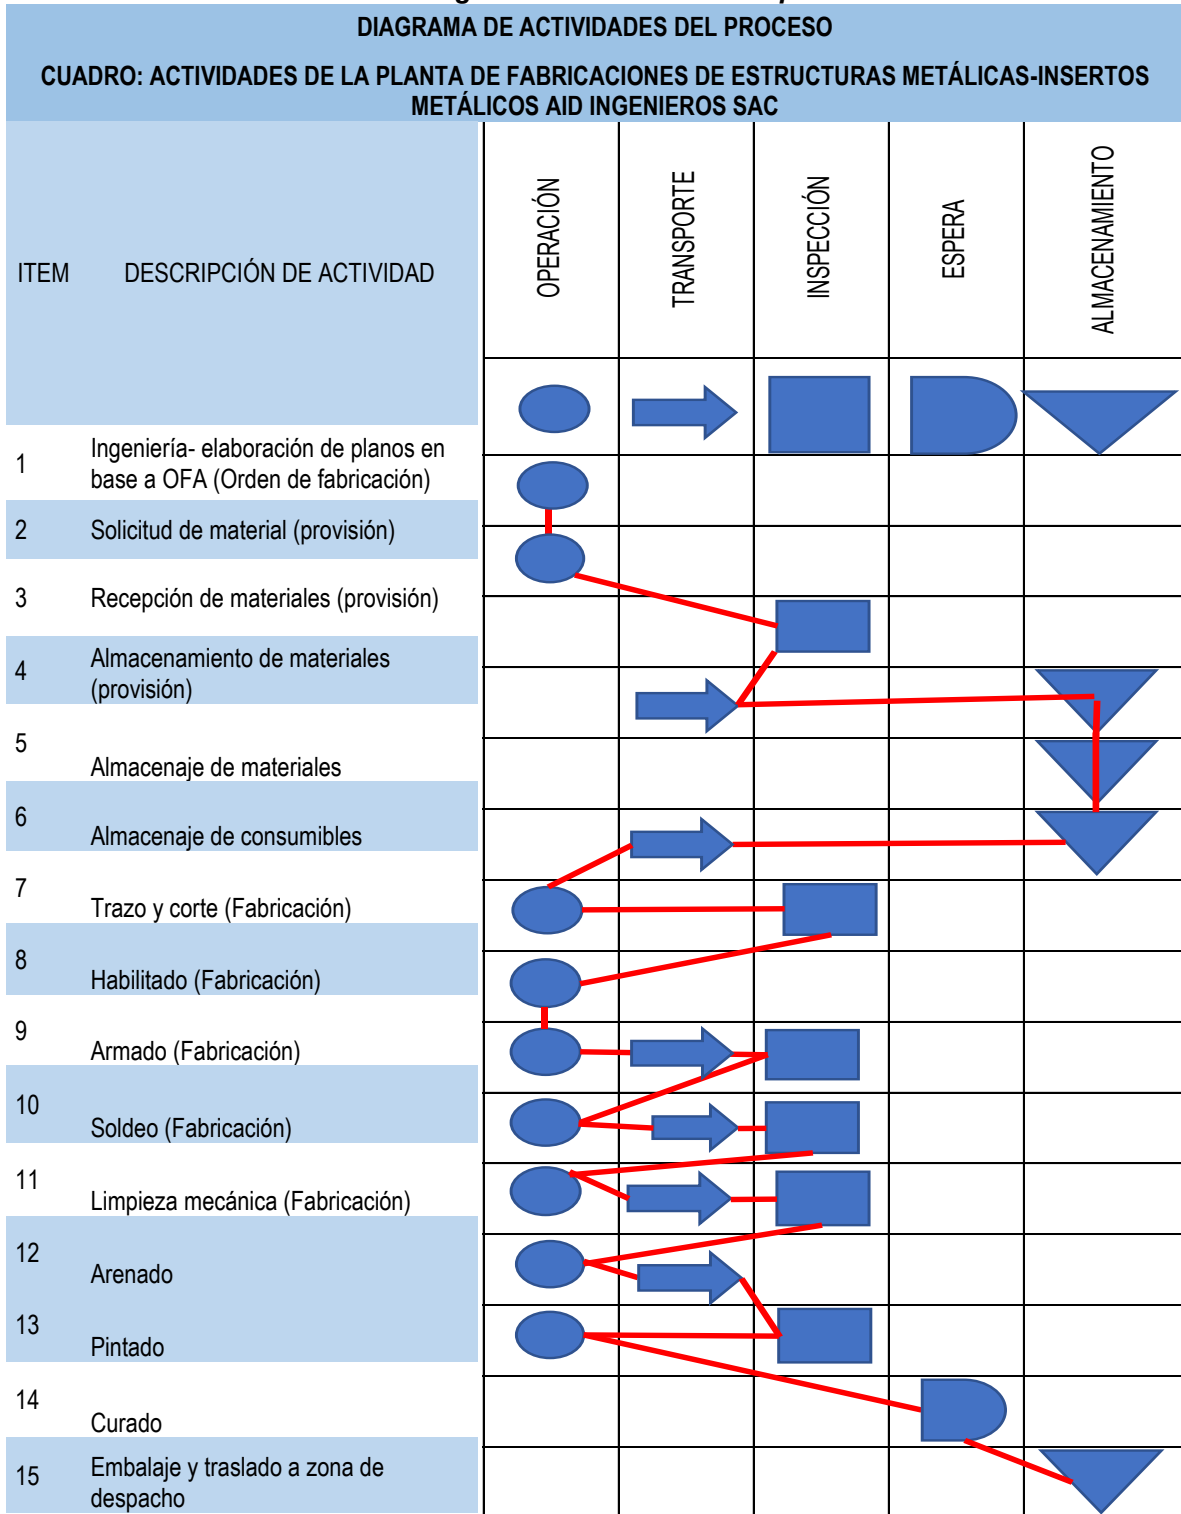 DIAGRAMA DE ACTIVIDADES DEL PROCESO
CUADRO: ACTIVIDADES DE LA PLANTA DE FABRICACIONES DE ESTRUCTURAS METÁLICAS-INSERTOS
METÁLICOS AID INGENIEROS SAC
ITEM
DESCRIPCIÓN DE ACTIVIDAD
OPERACIÓN
TRANSPORTE
INSPECCIÓN
ESPERA
ALMACENAMIENTO
1
Ingeniería- elaboración de planos en
base a OFA (Orden de fabricación)
2
Solicitud de material (provisión)
3
Recepción de materiales (provisión)
4
Almacenamiento de materiales
(provisión)
5
Almacenaje de materiales
6
Almacenaje de consumibles
7
Trazo y corte (Fabricación)
8
Habilitado (Fabricación)
9
Armado (Fabricación)
10
Soldeo (Fabricación)
11
Limpieza mecánica (Fabricación)
12
Arenado
13
Pintado
14
Curado
15
Embalaje y traslado a zona de
despacho